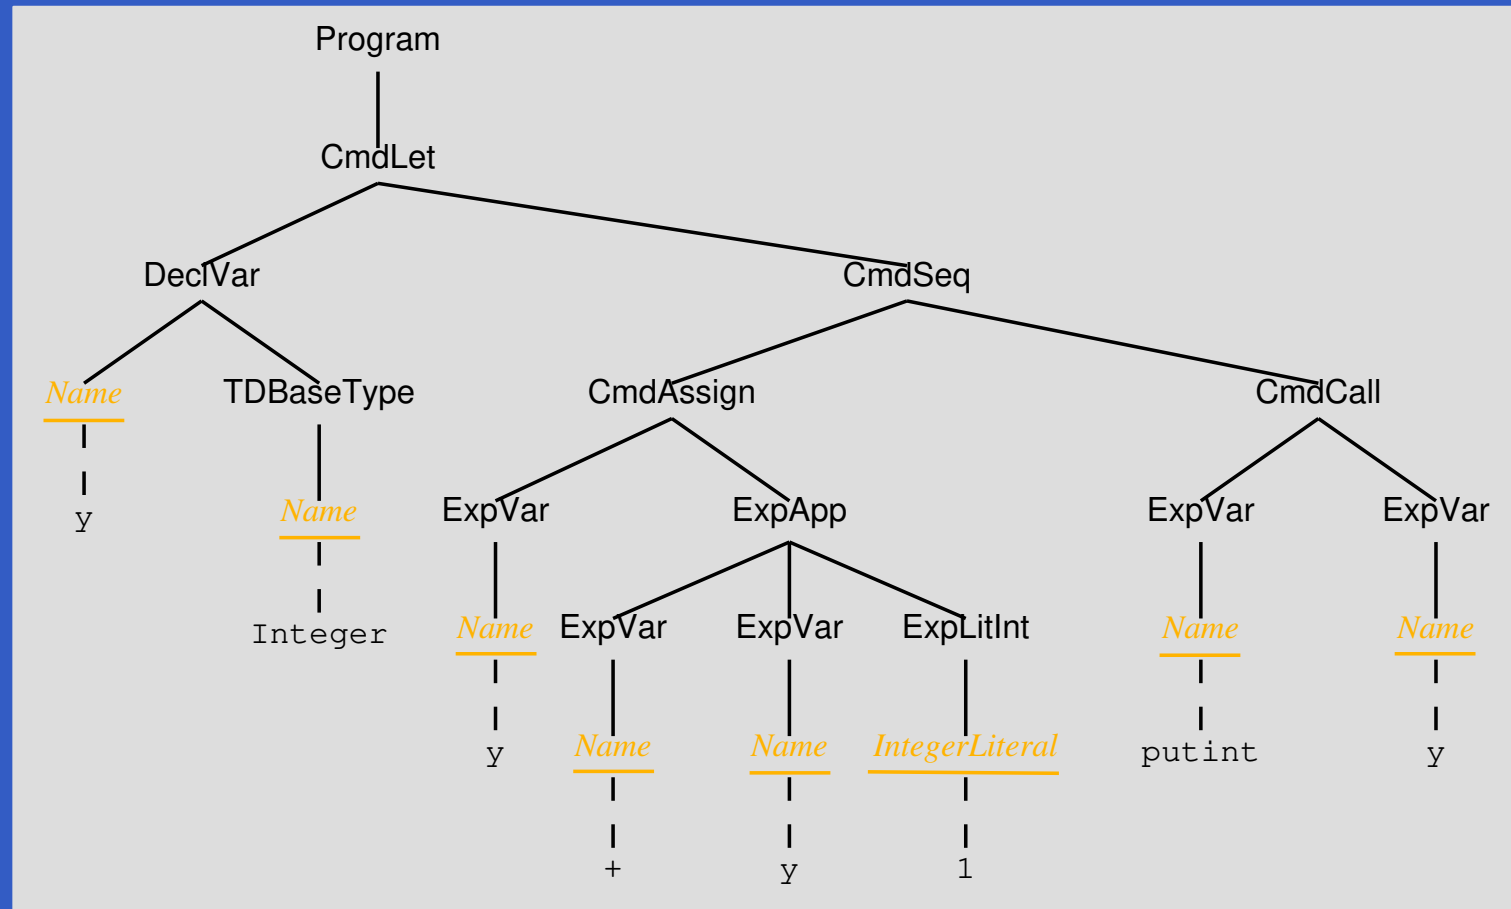 Program
CmdLet
DeclVar CmdSeq
Name TDBaseType CmdAssign CmdCall
y Name ExpVar ExpApp ExpVar ExpVar
Integer Name ExpVar ExpVar ExpLitInt Name Name
y Name Name IntegerLiteral putint y
+ y 1